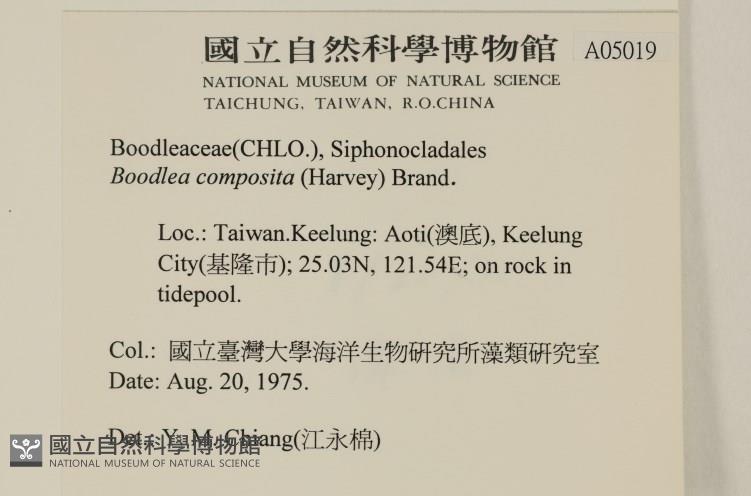 國立自然科學博物館 A05019
NATIONAL MUSEUM OF NATURAL SCIENCE
TAICHUNG, TAIWAN, R.O.CHINA
Boodleaceae(CHLO.), Siphonocladales
Boodlea composita (Harvey) Brand.
Loc.: Taiwan.Keelung: Aoti(澳底), Keelung
City(基隆市); 25.03N, 121.54E; on rock in
tidepool.
Col.: 國立臺灣大學海洋生物研究所藻類研究室
Date: Aug. 20, 1975.
Det.: Y. M. Chiang(江永棉)
國立自然科學博物館
NATIONAL MUSEUM OF NATURAL SCIENCE